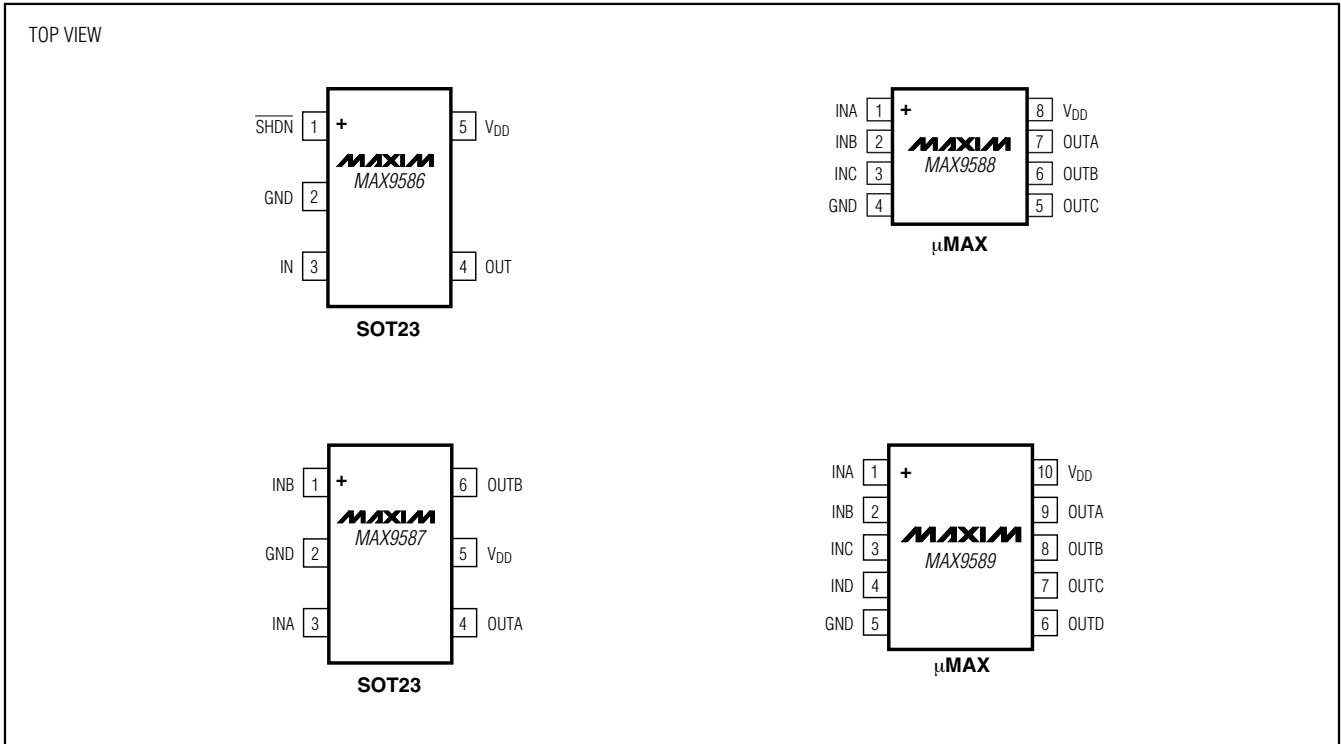 TOP VIEW
SHDN 1 + 5 VDD
MAXIM
MAX9586
GND 2
IN 3 4 OUT
SOT23
INA 1 + 8 VDD
INB 2 MAXIM 7 OUTA
MAX9588
INC 3 6 OUTB
GND 4 5 OUTC
μMAX
INB 1 + 6 OUTB
MAXIM
MAX9587
GND 2 5 VDD
INA 3 4 OUTA
SOT23
INA 1 + 10 VDD
INB 2 9 OUTA
MAXIM
INC 3 8 OUTB
MAX9589
IND 4 7 OUTC
GND 5 6 OUTD
μMAX